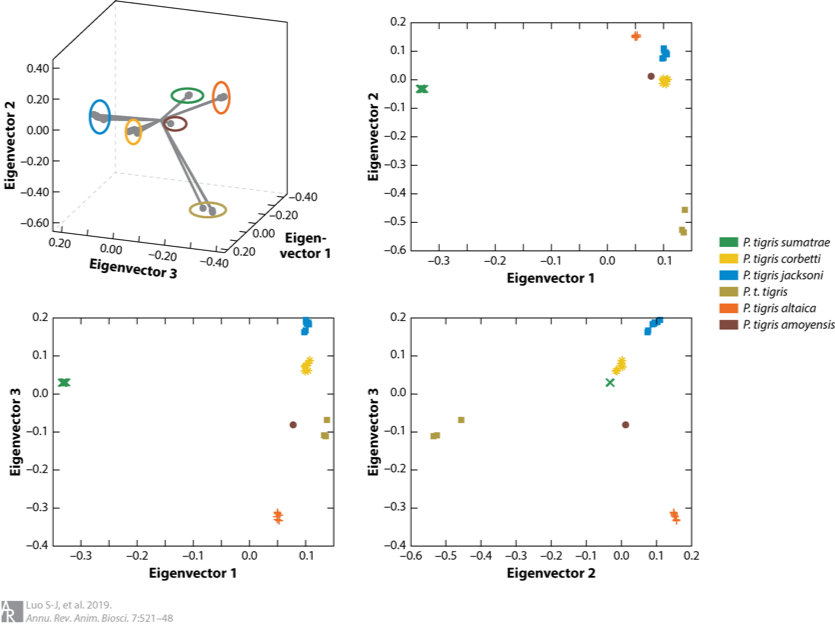 0.40
0.20
0.00
−0.20
−0.40
−0.60
Eigenvector 2
0.20
0.00
−0.20
−0.40
Eigenvector 3
0.20
0.00
−0.20
−0.40
Eigen-
vector 1
0.2
0.1
0.0
−0.1
−0.2
−0.3
−0.4
−0.5
−0.6
Eigenvector 2
−0.3
−0.2
−0.1
0.0
0.1
Eigenvector 1
P. tigris sumatrae
P. tigris corbetti
P. tigris jacksoni
P. t. tigris
P. tigris altaica
P. tigris amoyensis
0.2
0.1
0.0
−0.1
−0.2
−0.3
−0.4
Eigenvector 3
−0.3
−0.2
−0.1
0.0
0.1
Eigenvector 1
0.2
0.1
0.0
−0.1
−0.2
−0.3
−0.4
Eigenvector 3
−0.6
−0.5
−0.4
−0.3
−0.2
−0.1
0.0
0.1
0.2
Eigenvector 2
AR
Luo S-J, et al. 2019.
Annu. Rev. Anim. Biosci. 7:521–48